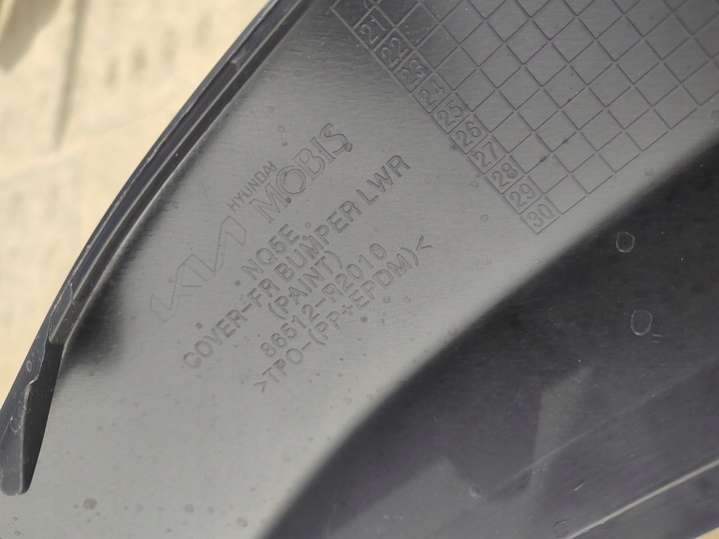 KIA
HYUNDAI
MOBIS
NQ5E
COVER-FR BUMPER LWR
(PAINT)
86512-R2010
>TPO-(PP+EPDM)<
21
22
23
24
25
26
27
28
29
30